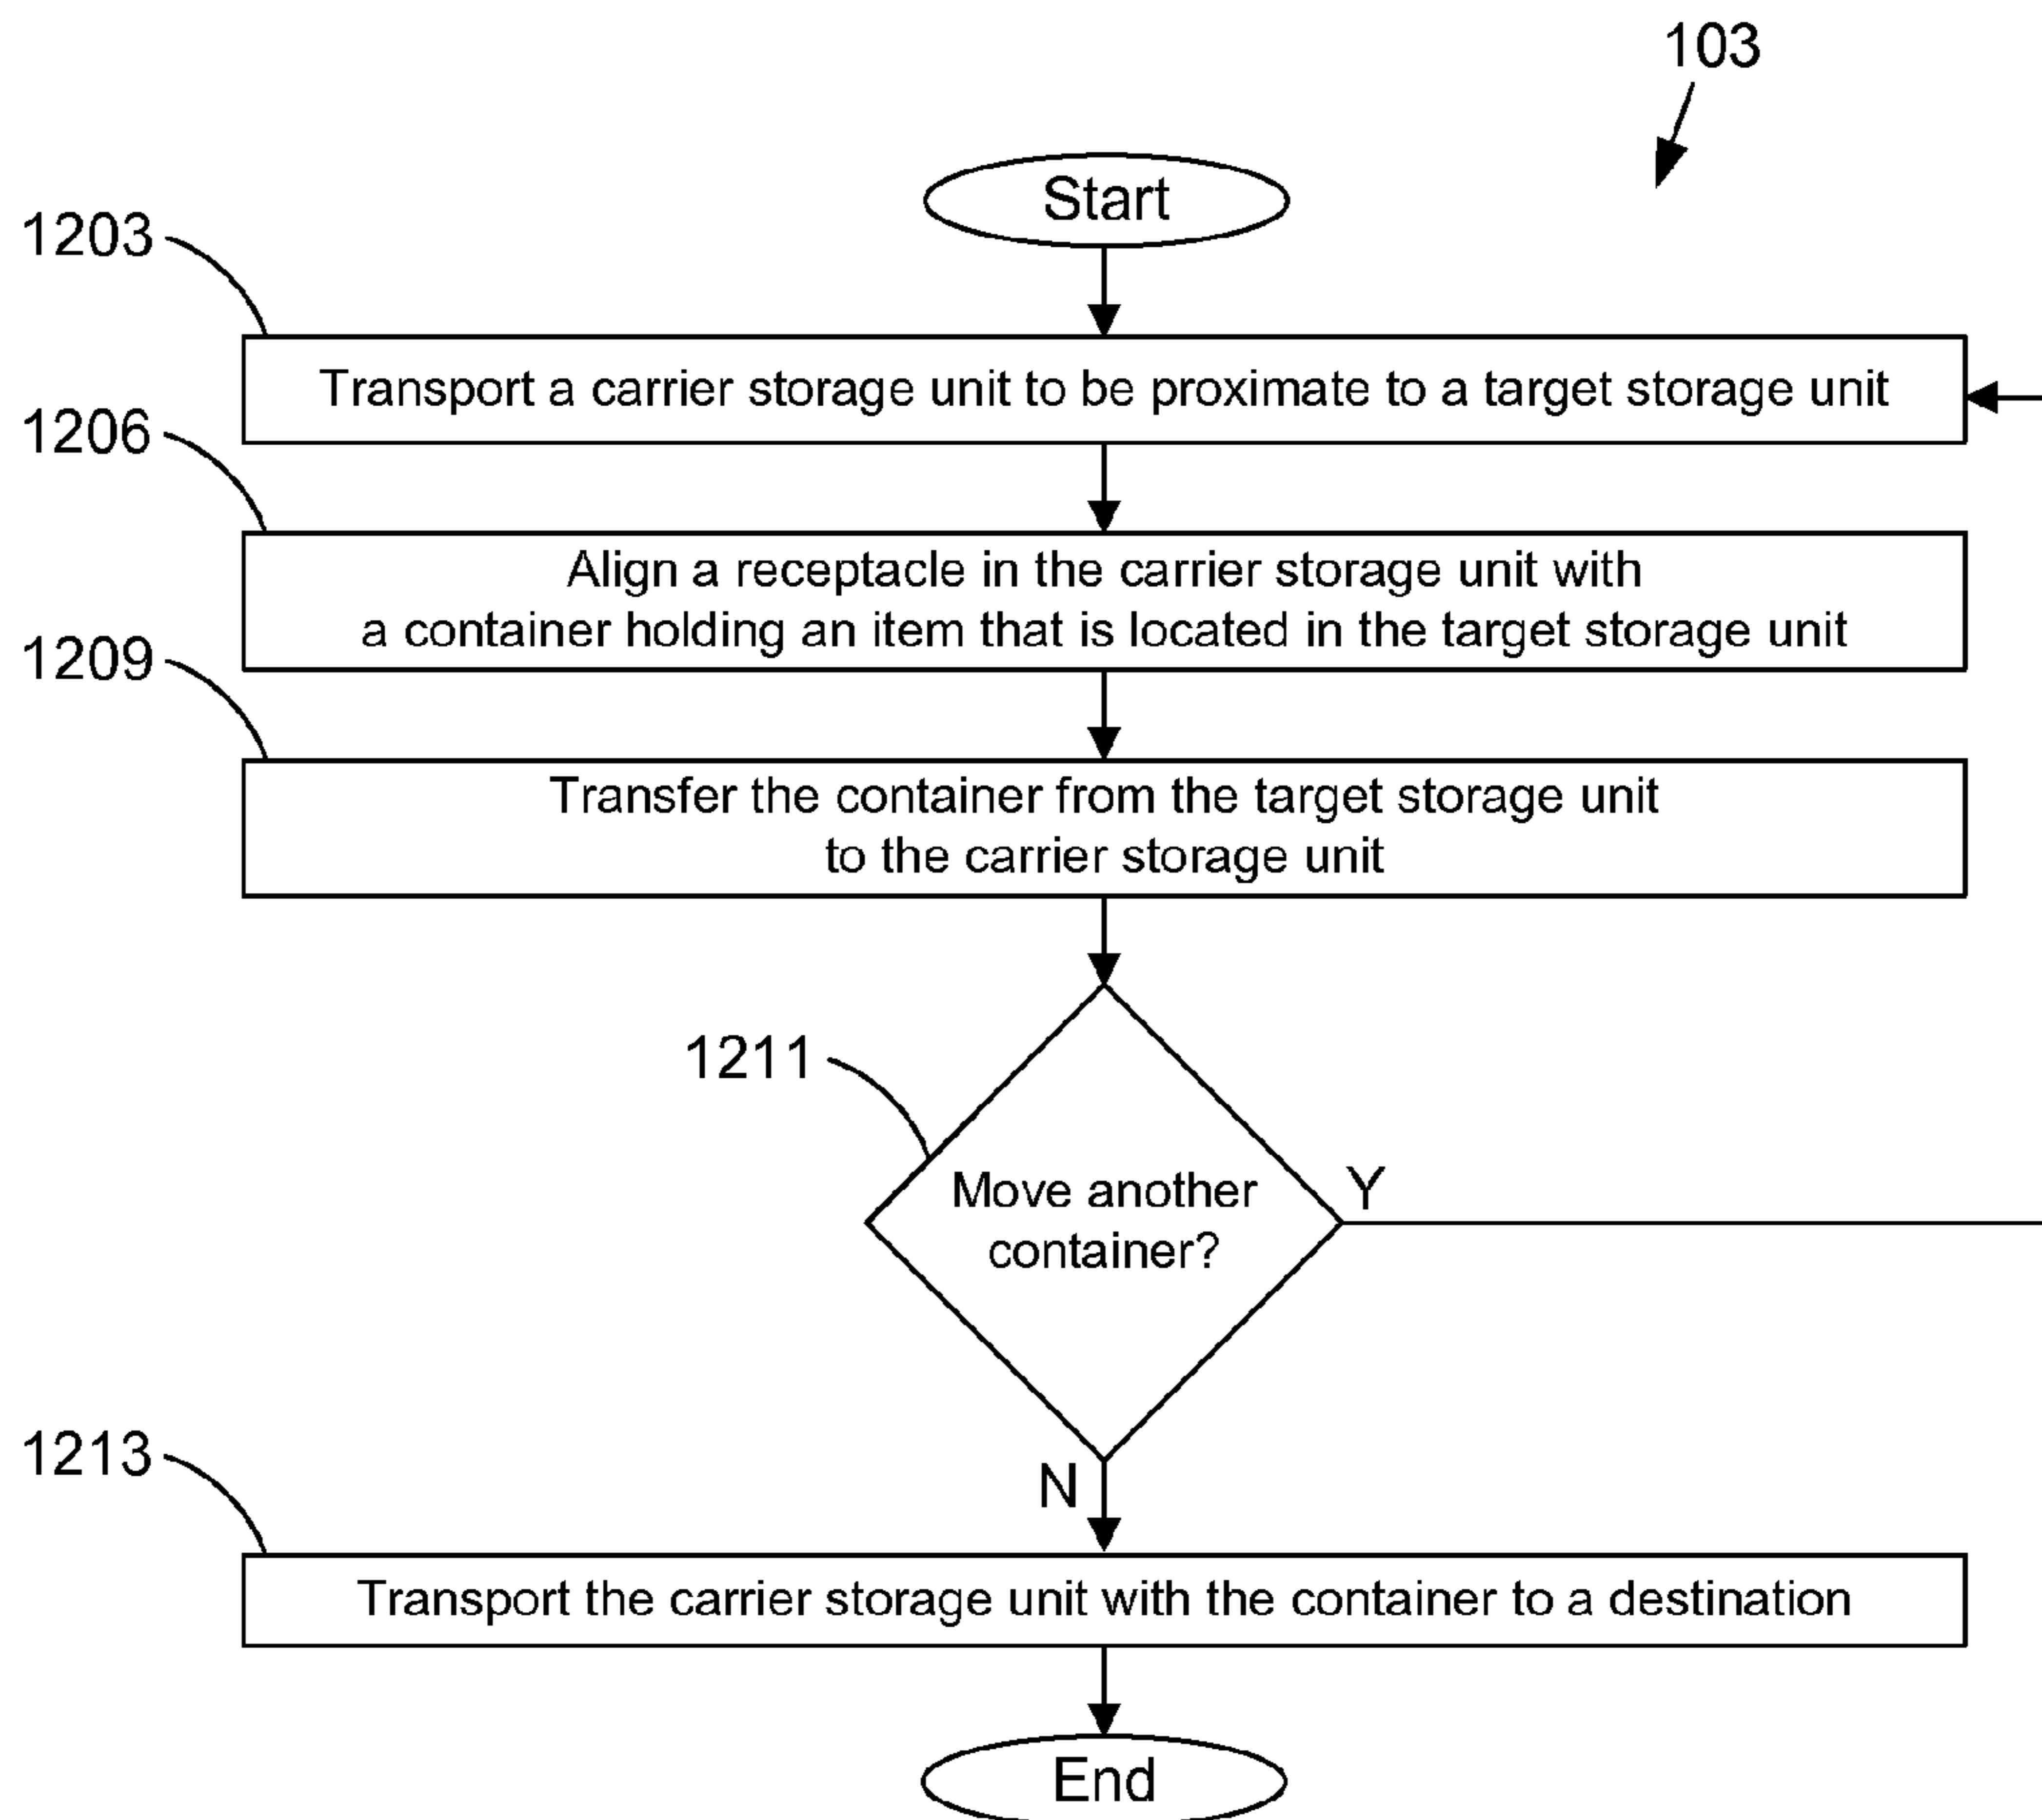 103
Start
1203
Transport a carrier storage unit to be proximate to a target storage unit
1206
Align a receptacle in the carrier storage unit with
a container holding an item that is located in the target storage unit
1209
Transfer the container from the target storage unit
to the carrier storage unit
1211
Move another
container?
Y
N
1213
Transport the carrier storage unit with the container to a destination
End